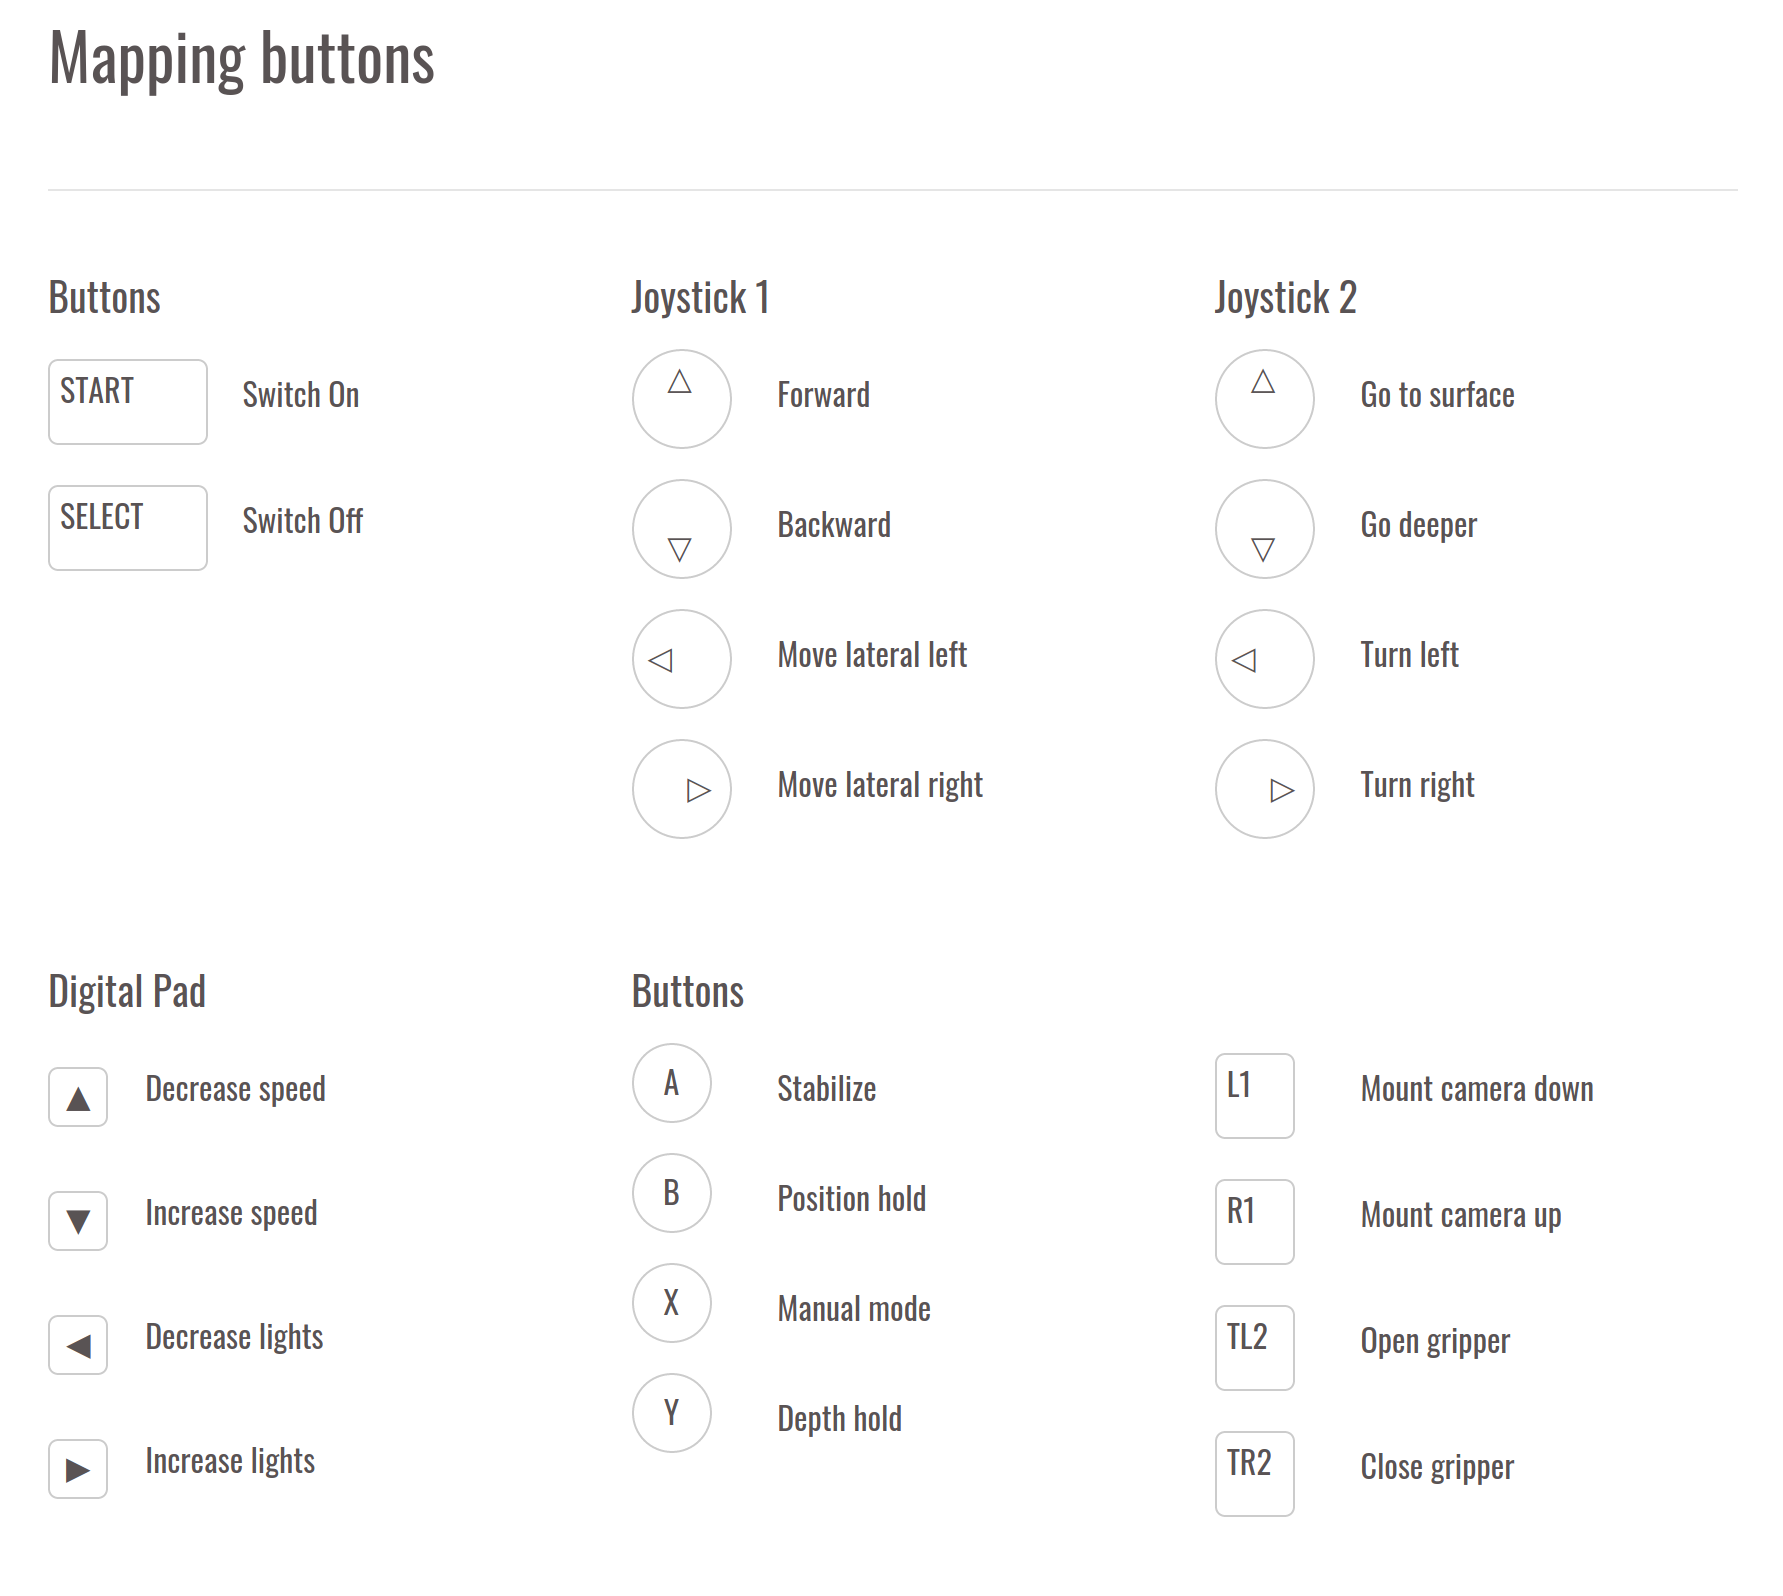 Mapping buttons
Buttons
START Switch On
SELECT Switch Off
Joystick 1
△ Forward
▽ Backward
◁ Move lateral left
▷ Move lateral right
Joystick 2
△ Go to surface
▽ Go deeper
◁ Turn left
▷ Turn right
Digital Pad
▲ Decrease speed
▼ Increase speed
◀ Decrease lights
▶ Increase lights
Buttons
A Stabilize
B Position hold
X Manual mode
Y Depth hold
L1 Mount camera down
R1 Mount camera up
TL2 Open gripper
TR2 Close gripper